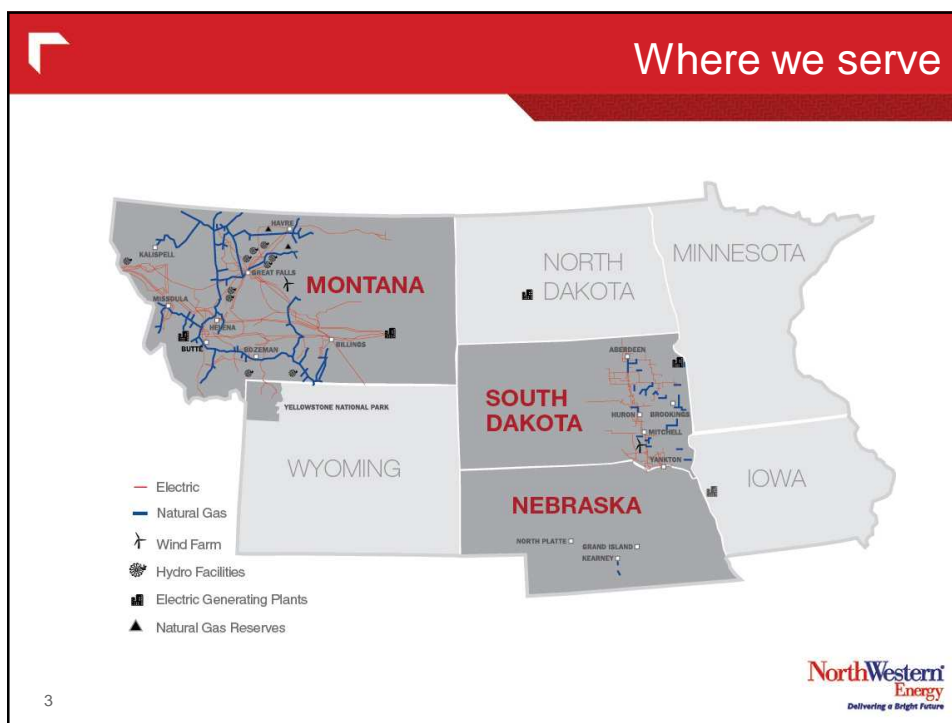 Where we serve
HAVRE
KALISPELL
GREAT FALLS
MONTANA
MISSOULA
HELENA
BUTTE
BOZEMAN
BILLINGS
YELLOWSTONE NATIONAL PARK
WYOMING
NORTH
DAKOTA
MINNESOTA
ABERDEEN
SOUTH
DAKOTA
HURON
BROOKINGS
MITCHELL
YANKTON
IOWA
NEBRASKA
NORTH PLATTE
GRAND ISLAND
KEARNEY
Electric
Natural Gas
Wind Farm
Hydro Facilities
Electric Generating Plants
Natural Gas Reserves
3
NorthWestern
Energy
Delivering a Bright Future